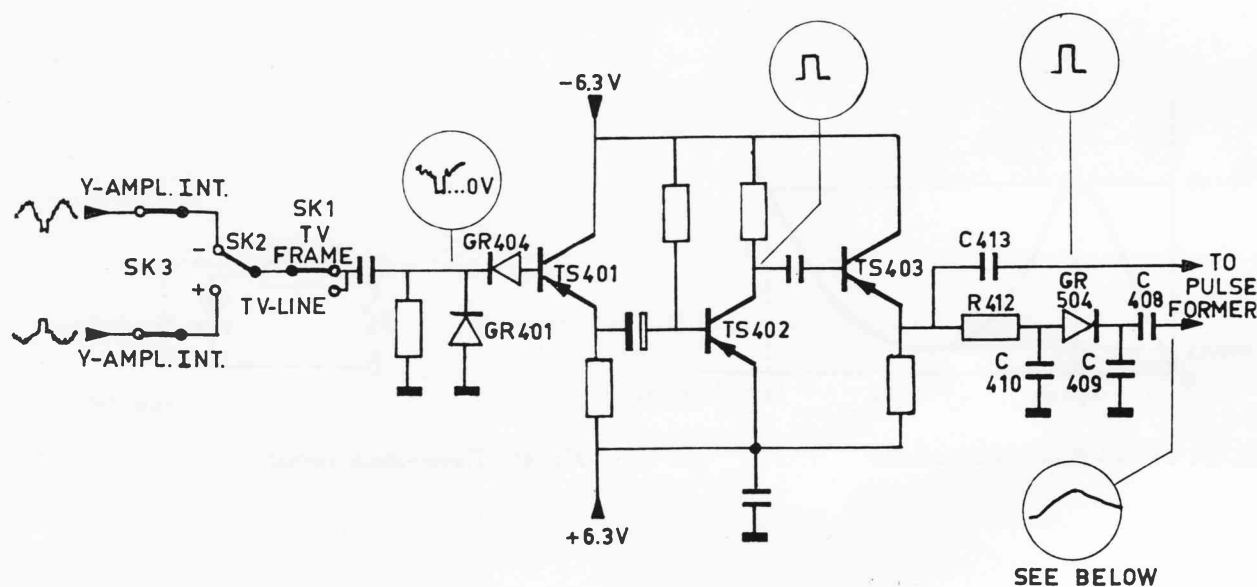 -6.3 V
Y-AMPL. INT.
SK1
TV
FRAME
SK2
-
SK3
+
TV-LINE
Y-AMPL. INT.
...0V
GR404
TS401
GR401
TS402
TS403
C413
R412
GR
504
C
408
TO
PULSE
FORMER
C
410
C
409
+6.3V
SEE BELOW